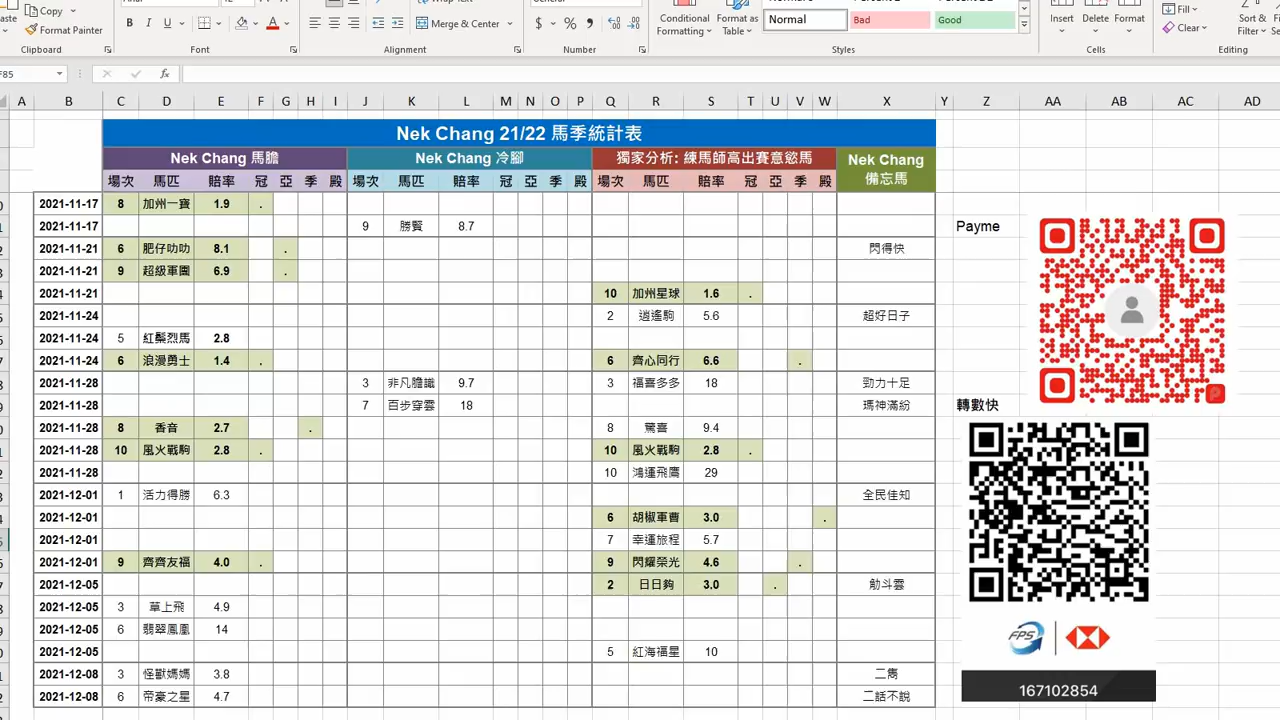 Copy
Format Painter
Clipboard
B I U
Font
Merge & Center
Alignment
$ % ,
Number
Conditional Formatting
Format as Table
Normal Bad Good
Styles
Insert Delete Format
Cells
Fill
Clear
Sort &
Filter
Editing
F85 fx
A B C D E F G H I J K L M N O P Q R S T U V W X Y Z AA AB AC AD
Nek Chang 21/22 馬季統計表
Nek Chang 馬膽 Nek Chang 冷腳 獨家分析: 練馬師高出賽意慾馬 Nek Chang 備忘馬
場次 馬匹 賠率 冠 亞 季 殿 場次 馬匹 賠率 冠 亞 季 殿 場次 馬匹 賠率 冠 亞 季 殿
2021-11-17 8 加州一寶 1.9 .
2021-11-17 9 勝賢 8.7
Payme
2021-11-21 6 肥仔叻叻 8.1 . 閃得快
2021-11-21 9 超級軍團 6.9 .
2021-11-21 10 加州星球 1.6 .
2021-11-24 2 逍遙駒 5.6 超好日子
2021-11-24 5 紅鬃烈馬 2.8
2021-11-24 6 浪漫勇士 1.4 . 6 齊心同行 6.6 .
2021-11-28 3 非凡膽識 9.7 3 福喜多多 18 勁力十足
2021-11-28 7 百步穿雲 18 瑪神滿紛
轉數快
2021-11-28 8 香音 2.7 . 8 驚喜 9.4
2021-11-28 10 風火戰駒 2.8 . 10 風火戰駒 2.8 .
2021-11-28 10 鴻運飛鷹 29
2021-12-01 1 活力得勝 6.3 全民佳知
2021-12-01 6 胡椒軍曹 3.0 .
2021-12-01 7 幸運旅程 5.7
2021-12-01 9 齊齊友福 4.0 . 9 閃耀榮光 4.6 .
2021-12-05 2 日日夠 3.0 . 觔斗雲
2021-12-05 3 草上飛 4.9
2021-12-05 6 翡翠鳳凰 14
FPS
2021-12-05 5 紅海福星 10
2021-12-08 3 怪獸媽媽 3.8 二雋
2021-12-08 6 帝豪之星 4.7 二話不說
167102854